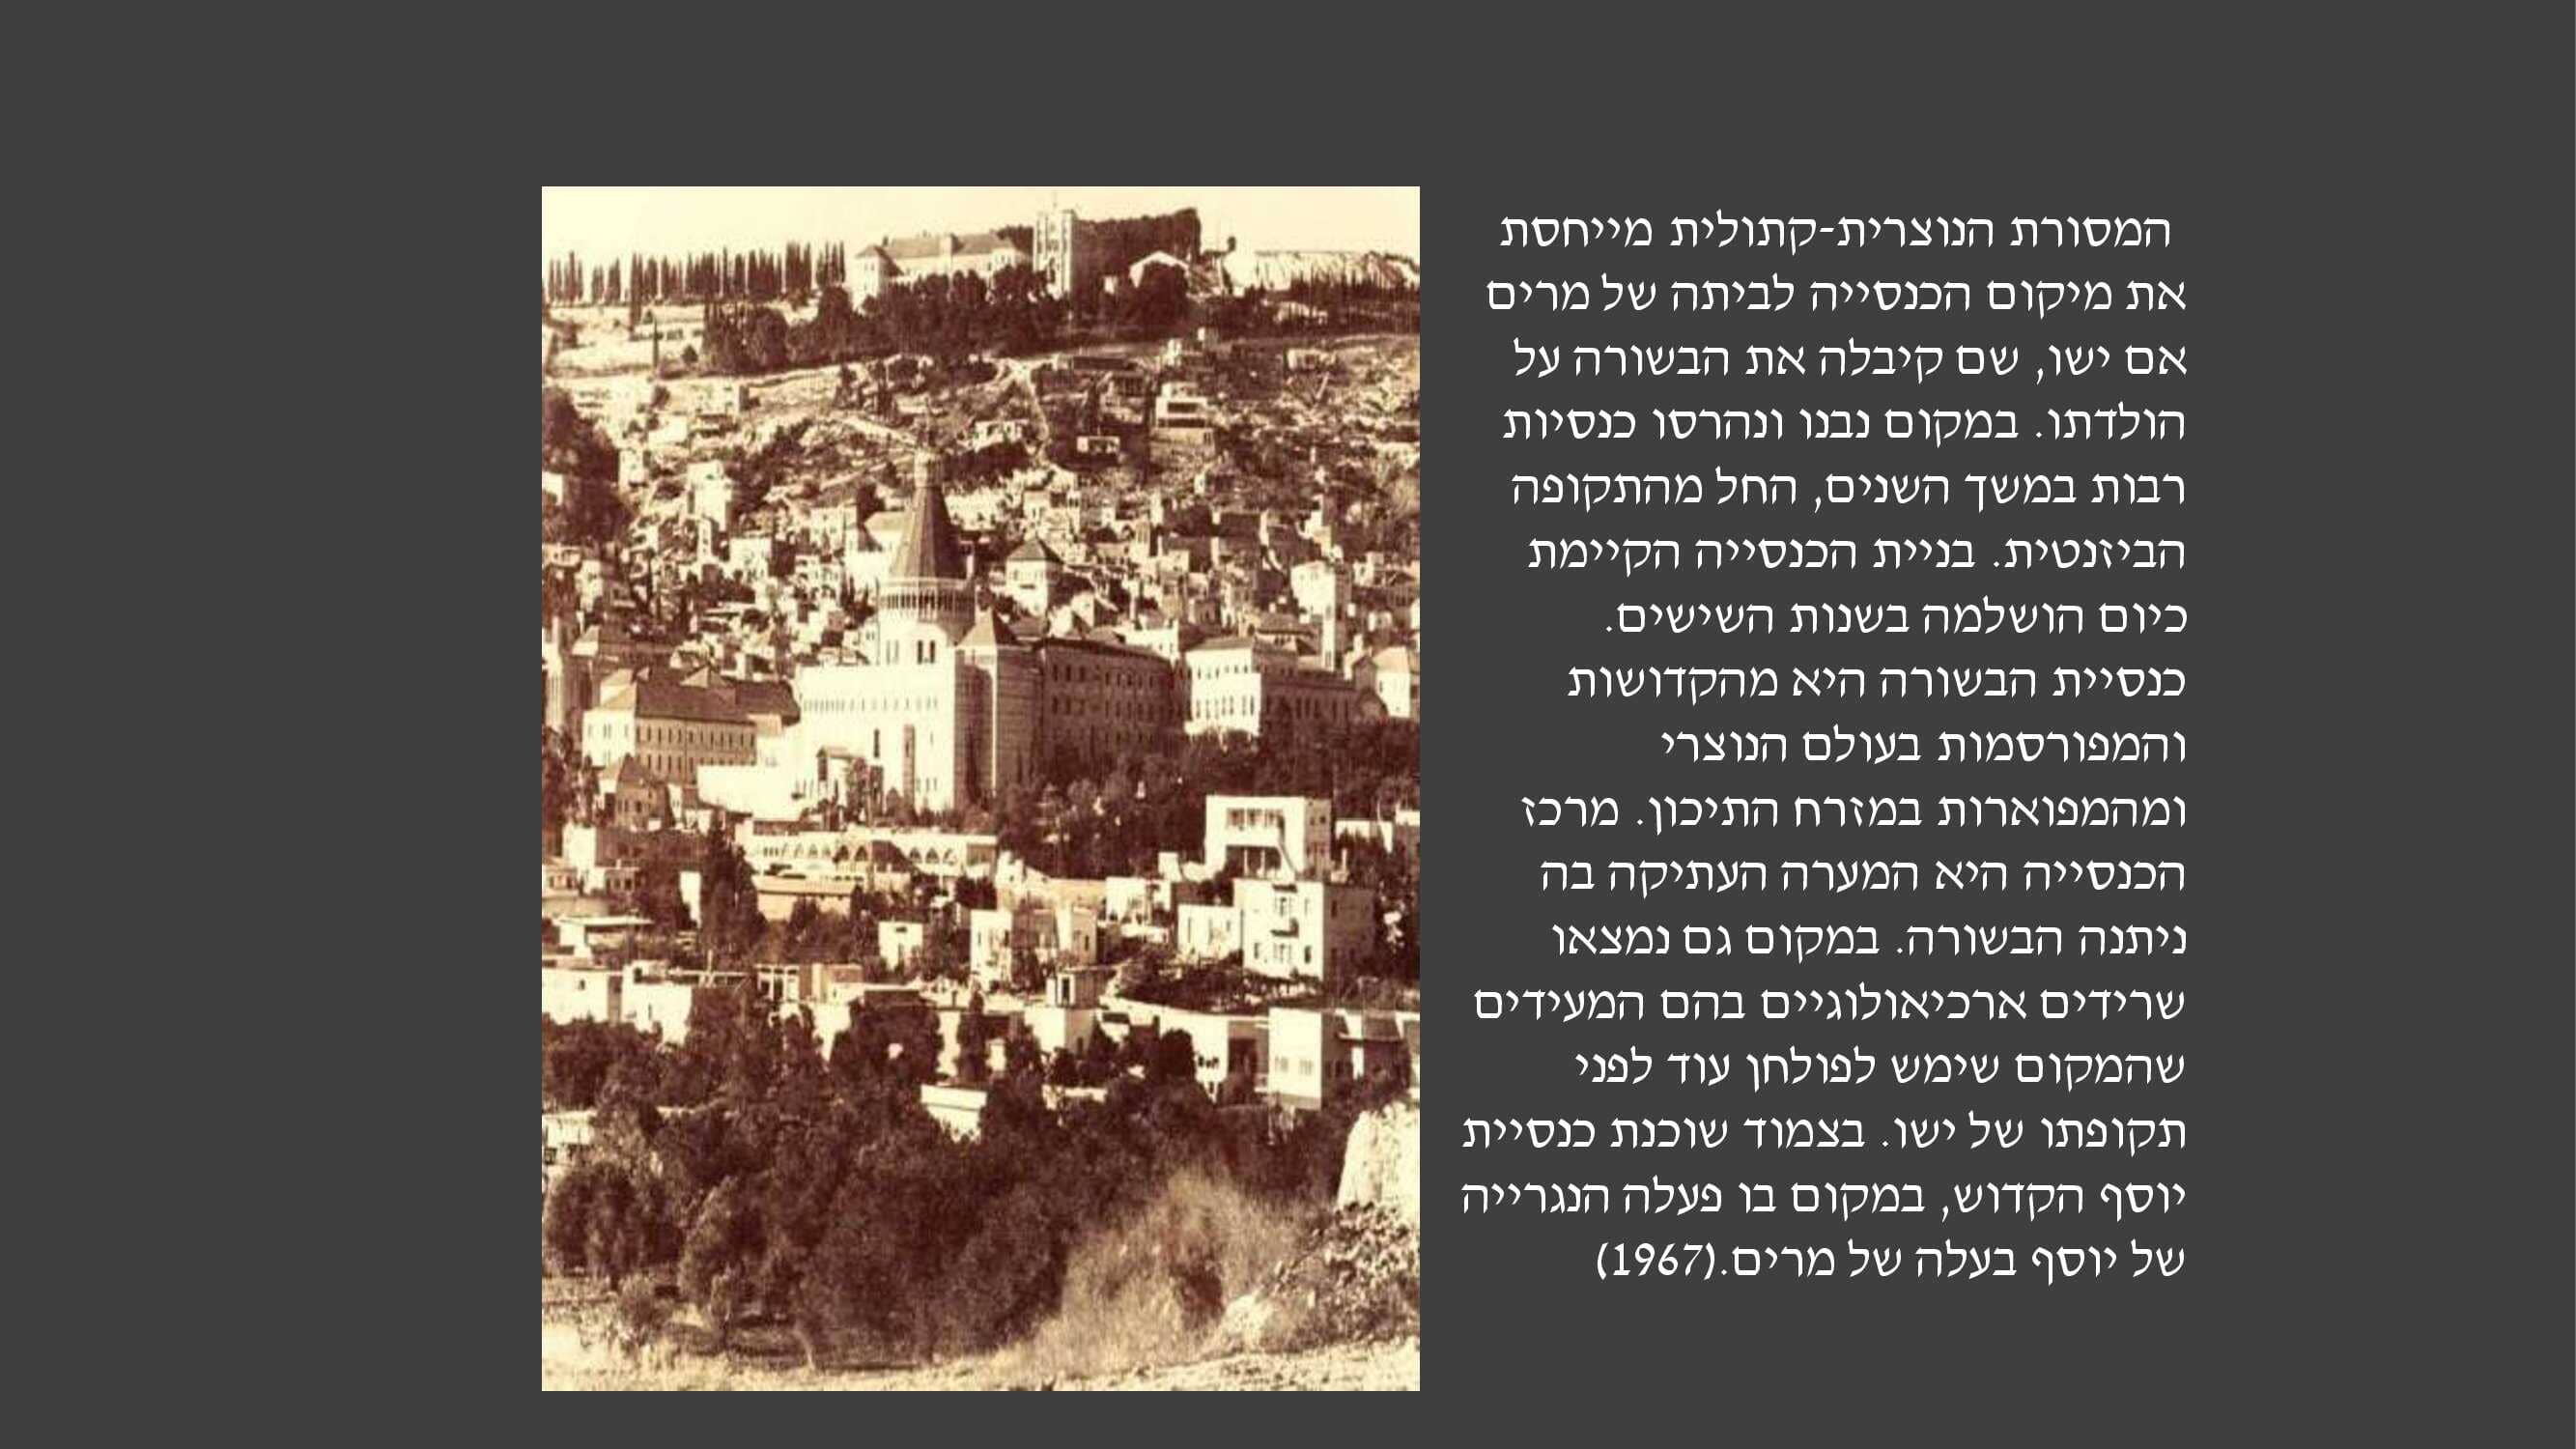 המסורת הנוצרית-קתולית מייחסת
את מיקום הכנסייה לביתה של מרים
אם ישו, שם קיבלה את הבשורה על
הולדתו. במקום נבנו ונהרסו כנסיות
רבות במשך השנים, החל מהתקופה
הביזנטית. בניית הכנסייה הקיימת
כיום הושלמה בשנות השישים.
כנסיית הבשורה היא מהקדושות
והמפורסמות בעולם הנוצרי
ומהמפוארות במזרח התיכון. מרכז
הכנסייה היא המערה העתיקה בה
ניתנה הבשורה. במקום גם נמצאו
שרידים ארכיאולוגיים בהם המעידים
שהמקום שימש לפולחן עוד לפני
תקופתו של ישו. בצמוד שוכנת כנסיית
יוסף הקדוש, במקום בו פעלה הנגרייה
של יוסף בעלה של מרים.(1967)